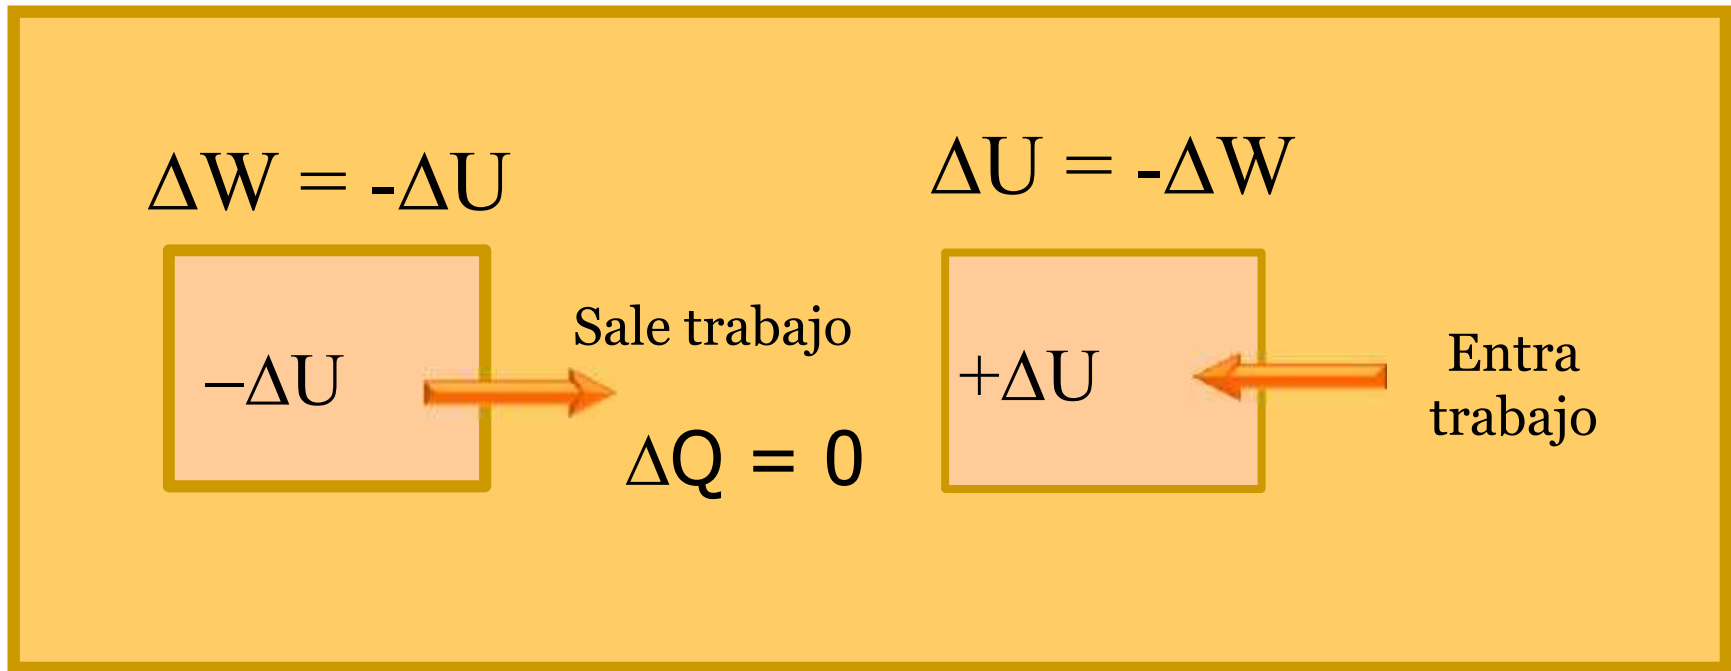 ΔW = -ΔU
–ΔU
Sale trabajo
ΔQ = 0
ΔU = -ΔW
+ΔU
Entra
trabajo